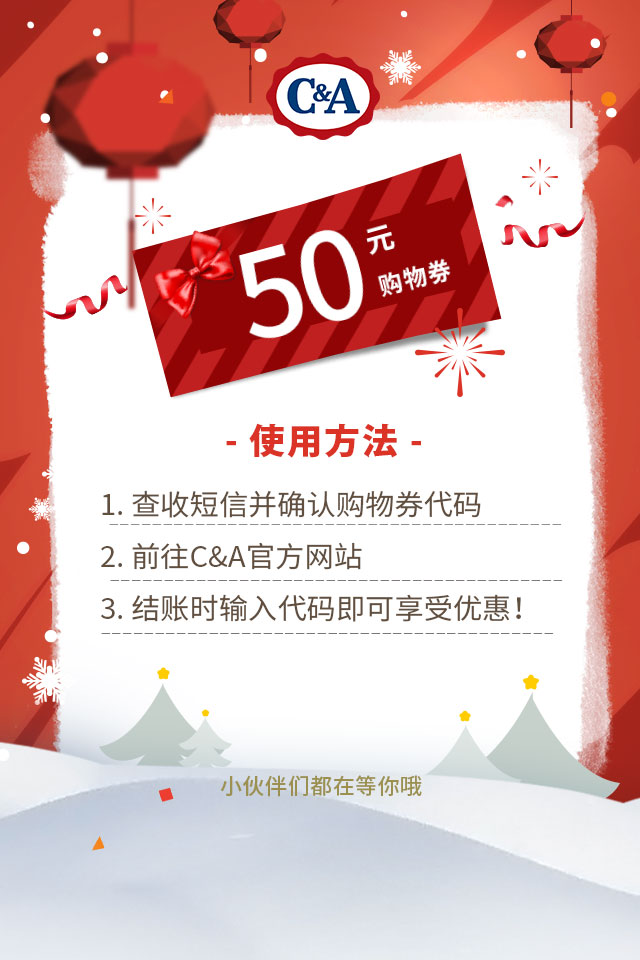 C&A
50元
购物券
- 使用方法 -
1. 查收短信并确认购物券代码
2. 前往C&A官方网站
3. 结账时输入代码即可享受优惠！
小伙伴们都在等你哦